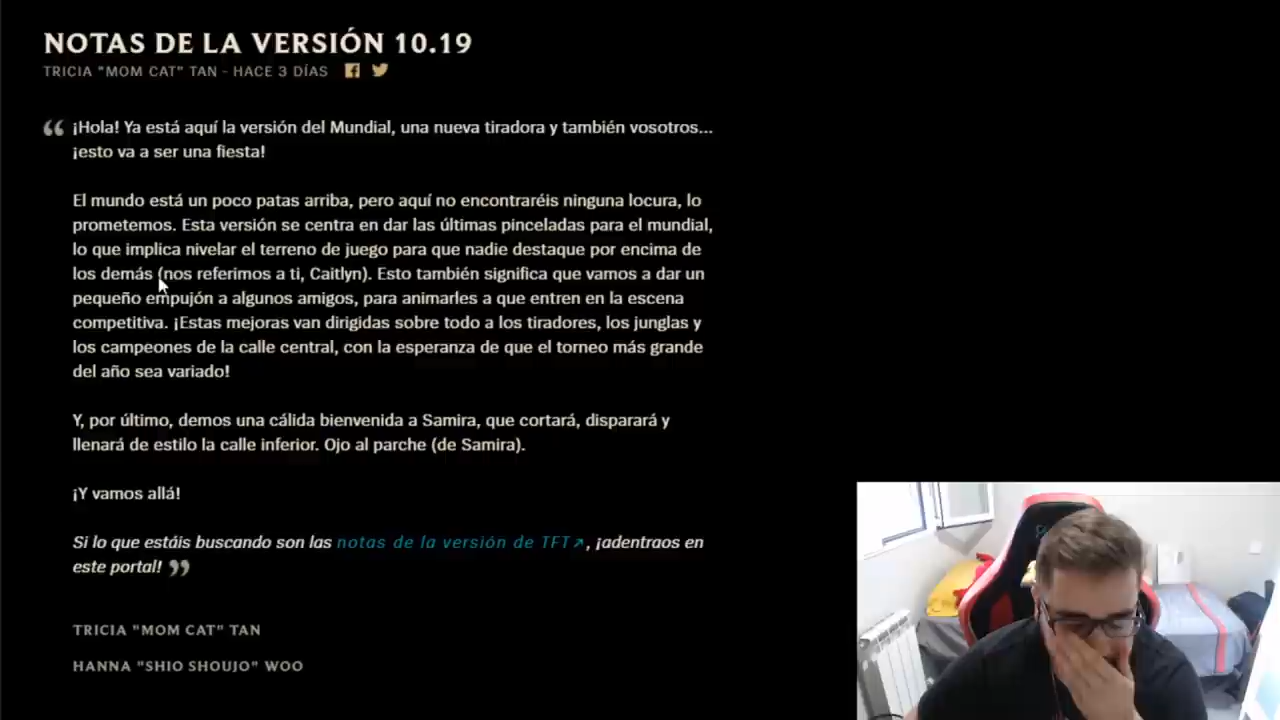 NOTAS DE LA VERSIÓN 10.19
TRICIA "MOM CAT" TAN - HACE 3 DÍAS
“ ¡Hola! Ya está aquí la versión del Mundial, una nueva tiradora y también vosotros...
¡esto va a ser una fiesta!
El mundo está un poco patas arriba, pero aquí no encontraréis ninguna locura, lo
prometemos. Esta versión se centra en dar las últimas pinceladas para el mundial,
lo que implica nivelar el terreno de juego para que nadie destaque por encima de
los demás (nos referimos a ti, Caitlyn). Esto también significa que vamos a dar un
pequeño empujón a algunos amigos, para animarles a que entren en la escena
competitiva. ¡Estas mejoras van dirigidas sobre todo a los tiradores, los junglas y
los campeones de la calle central, con la esperanza de que el torneo más grande
del año sea variado!
Y, por último, demos una cálida bienvenida a Samira, que cortará, disparará y
llenará de estilo la calle inferior. Ojo al parche (de Samira).
¡Y vamos allá!
Si lo que estáis buscando son las notas de la versión de TFT↗, ¡adentraos en
este portal! ”
TRICIA "MOM CAT" TAN
HANNA "SHIO SHOUJO" WOO